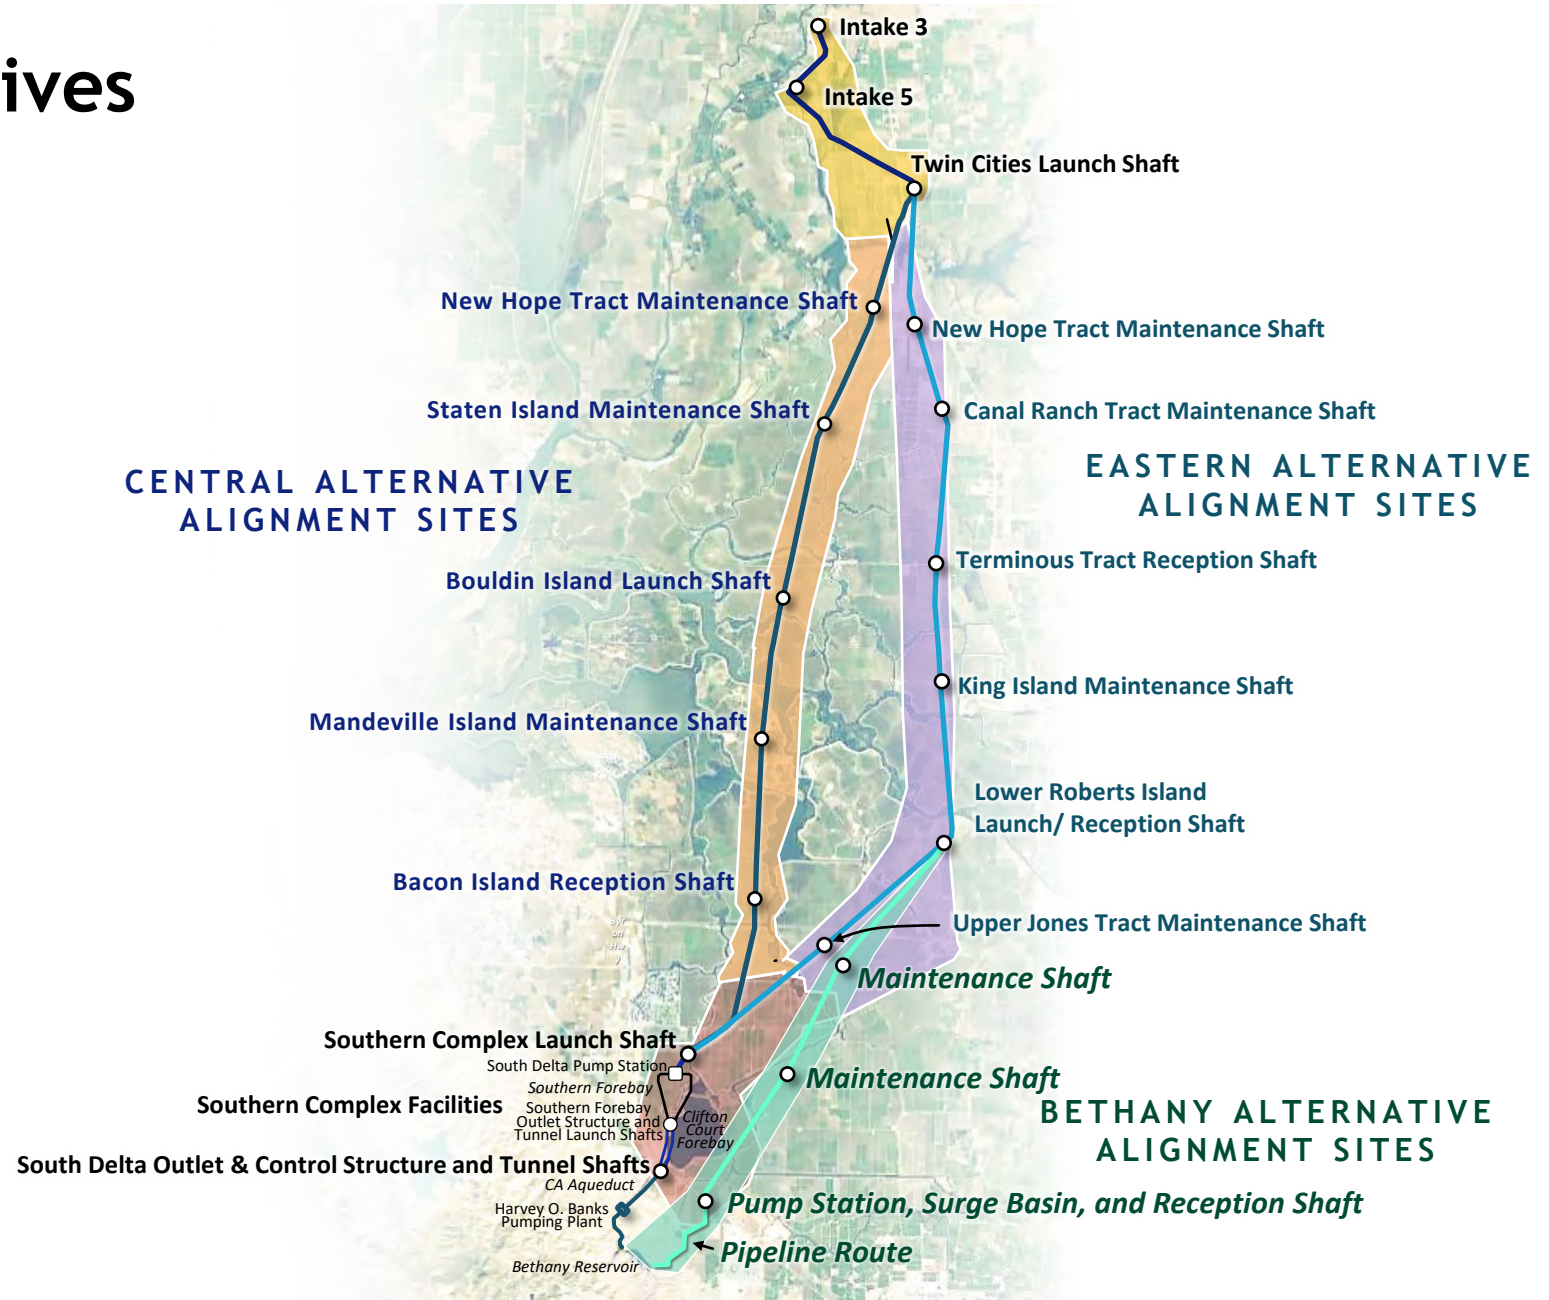 ives
Intake 3
Intake 5
Twin Cities Launch Shaft
New Hope Tract Maintenance Shaft
New Hope Tract Maintenance Shaft
Staten Island Maintenance Shaft
Canal Ranch Tract Maintenance Shaft
CENTRAL ALTERNATIVE
ALIGNMENT SITES
EASTERN ALTERNATIVE
ALIGNMENT SITES
Terminous Tract Reception Shaft
Bouldin Island Launch Shaft
King Island Maintenance Shaft
Mandeville Island Maintenance Shaft
Lower Roberts Island
Launch/ Reception Shaft
Bacon Island Reception Shaft
Byr
on
Hw
y
Upper Jones Tract Maintenance Shaft
Maintenance Shaft
Southern Complex Launch Shaft
South Delta Pump Station
Southern Forebay
Maintenance Shaft
Southern Complex Facilities
Southern Forebay
Outlet Structure and
Tunnel Launch Shafts
Clifton
Court
Forebay
BETHANY ALTERNATIVE
ALIGNMENT SITES
South Delta Outlet & Control Structure and Tunnel Shafts
CA Aqueduct
Harvey O. Banks
Pumping Plant
Pump Station, Surge Basin, and Reception Shaft
Pipeline Route
Bethany Reservoir